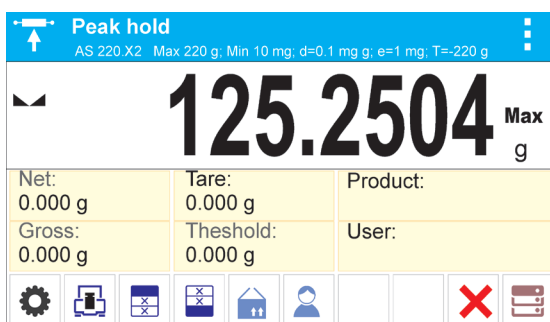 Peak hold
AS 220.X2 Max 220 g; Min 10 mg; d=0.1 mg g; e=1 mg; T=-220 g
125.2504 Max
g
Net: Tare: Product:
0.000 g 0.000 g
Gross: Theshold: User:
0.000 g 0.000 g